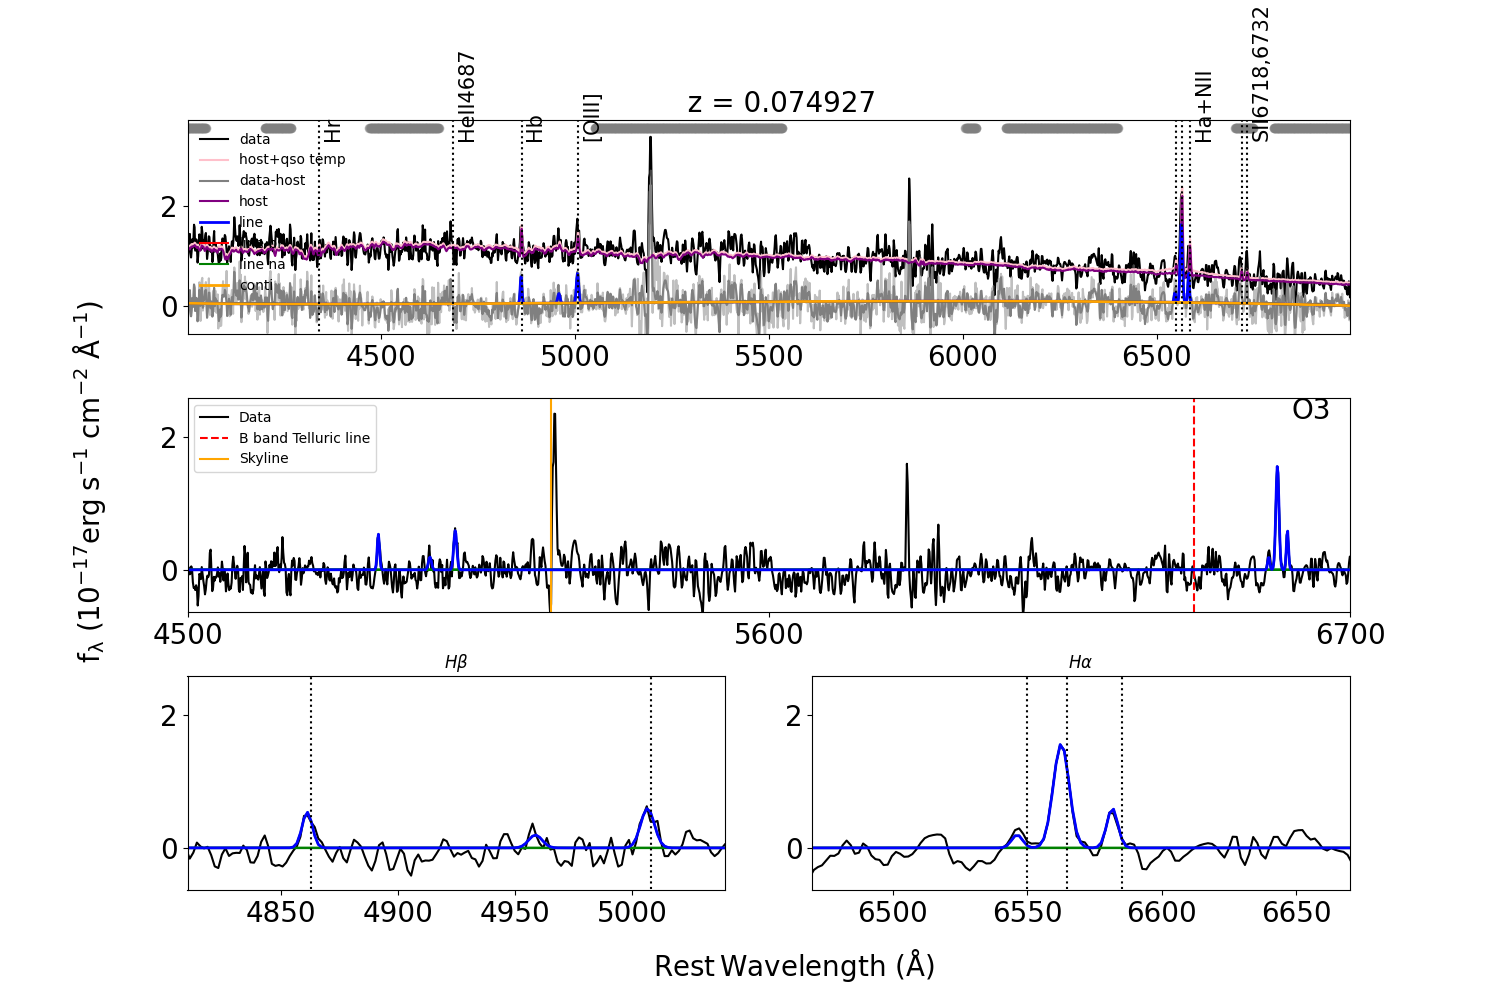 z = 0.074927
Hr
HeII4687
Hb
[OIII]
Ha+NII
SII6718,6732
data
host+qso temp
data-host
host
line
line na
conti
2
0
4500
5000
5500
6000
6500
fλ (10⁻¹⁷erg s⁻¹ cm⁻² Å⁻¹)
Data
B band Telluric line
Skyline
O3
2
0
4500
5600
6700
Hβ
2
0
4850
4900
4950
5000
Hα
2
0
6500
6550
6600
6650
Rest Wavelength (Å)